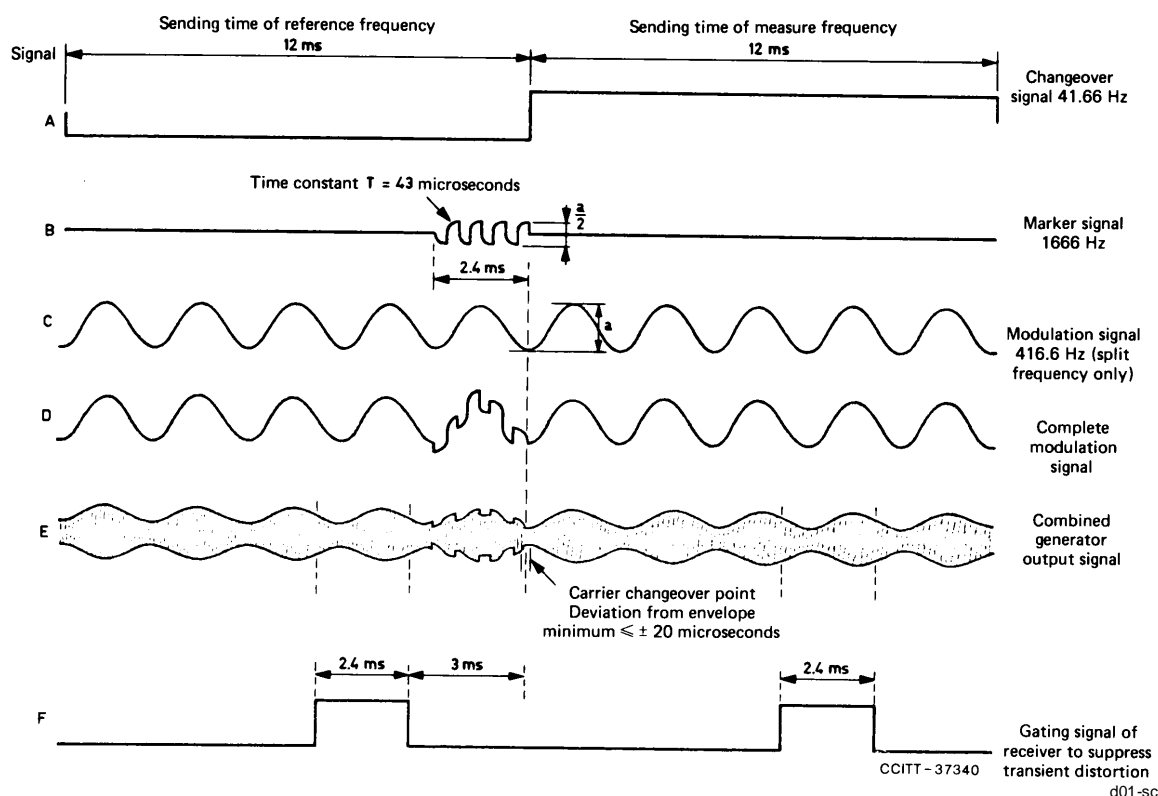 Sending time of reference frequency
12 ms
Sending time of measure frequency
12 ms
Signal
Changeover
signal 41.66 Hz
A
Time constant T = 43 microseconds
a
2
B
Marker signal
1666 Hz
2.4 ms
C
a
Modulation signal
416.6 Hz (split
frequency only)
D
Complete
modulation
signal
E
Combined
generator
output signal
Carrier changeover point
Deviation from envelope
minimum ⩽ ± 20 microseconds
2.4 ms
3 ms
2.4 ms
F
Gating signal of
receiver to suppress
transient distortion
CCITT - 37340
d01-sc